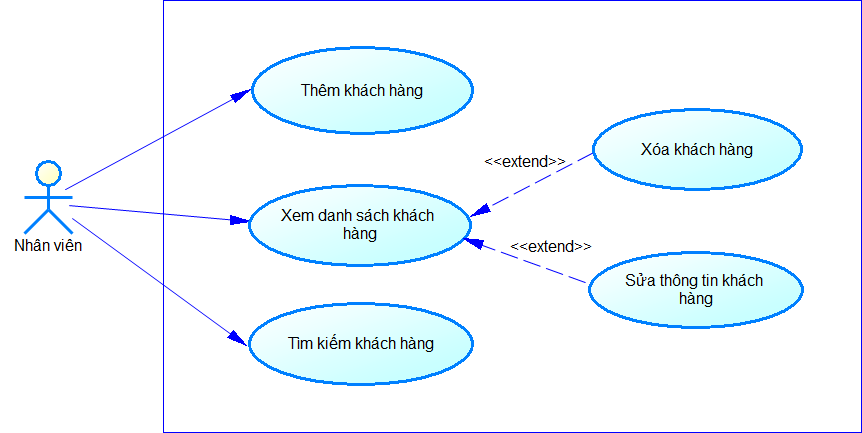 Thêm khách hàng
Xóa khách hàng
<<extend>>
Xem danh sách khách
hàng
Nhân viên
<<extend>>
Sửa thông tin khách
hàng
Tìm kiếm khách hàng